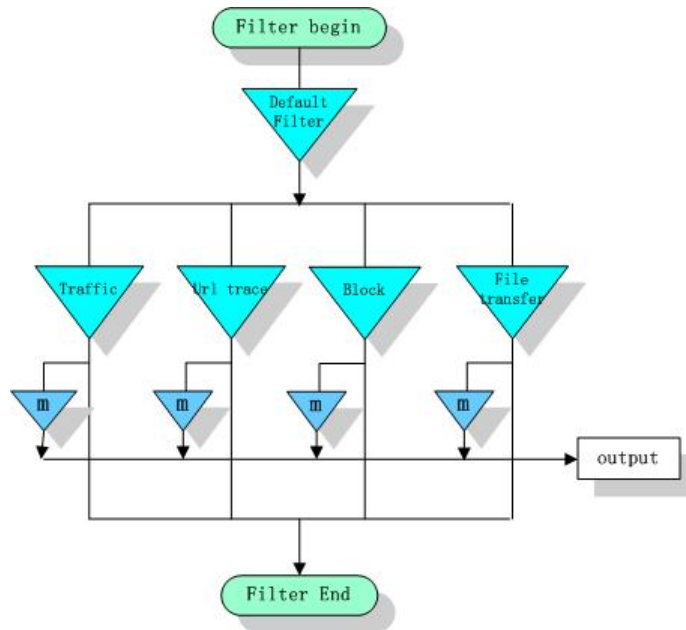 Filter begin
Default
Filter
Traffic
Url trace
Block
File
transfer
m
m
m
m
output
Filter End